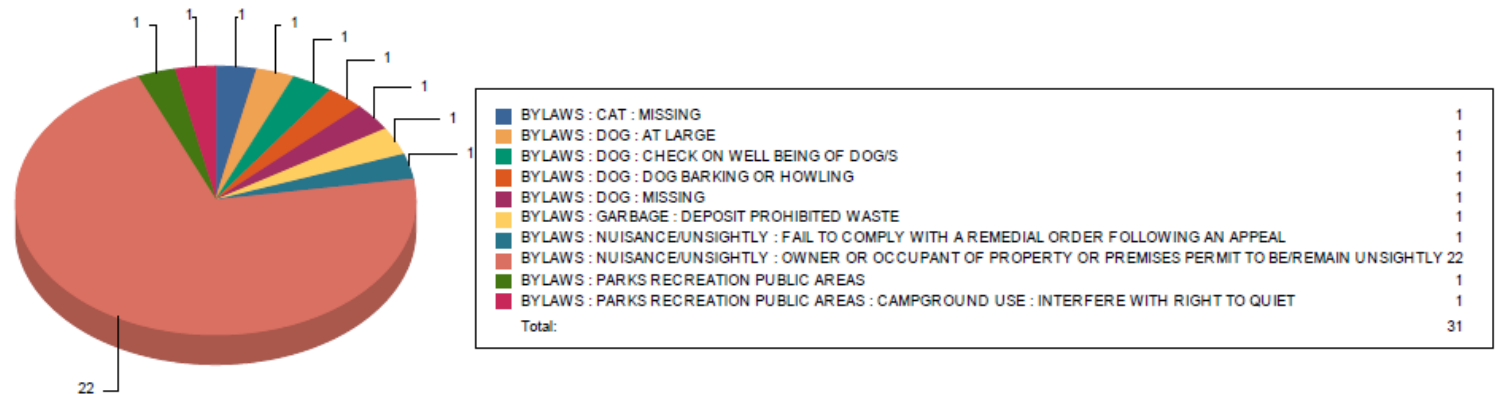 1
1
1
1
1
1
1
1
1
22
BYLAWS : CAT : MISSING 1
BYLAWS : DOG : AT LARGE 1
BYLAWS : DOG : CHECK ON WELL BEING OF DOG/S 1
BYLAWS : DOG : DOG BARKING OR HOWLING 1
BYLAWS : DOG : MISSING 1
BYLAWS : GARBAGE : DEPOSIT PROHIBITED WASTE 1
BYLAWS : NUISANCE/UNSIGHTLY : FAIL TO COMPLY WITH A REMEDIAL ORDER FOLLOWING AN APPEAL 1
BYLAWS : NUISANCE/UNSIGHTLY : OWNER OR OCCUPANT OF PROPERTY OR PREMISES PERMIT TO BE/REMAIN UNSIGHTLY 22
BYLAWS : PARKS RECREATION PUBLIC AREAS 1
BYLAWS : PARKS RECREATION PUBLIC AREAS : CAMPGROUND USE : INTERFERE WITH RIGHT TO QUIET 1
Total: 31